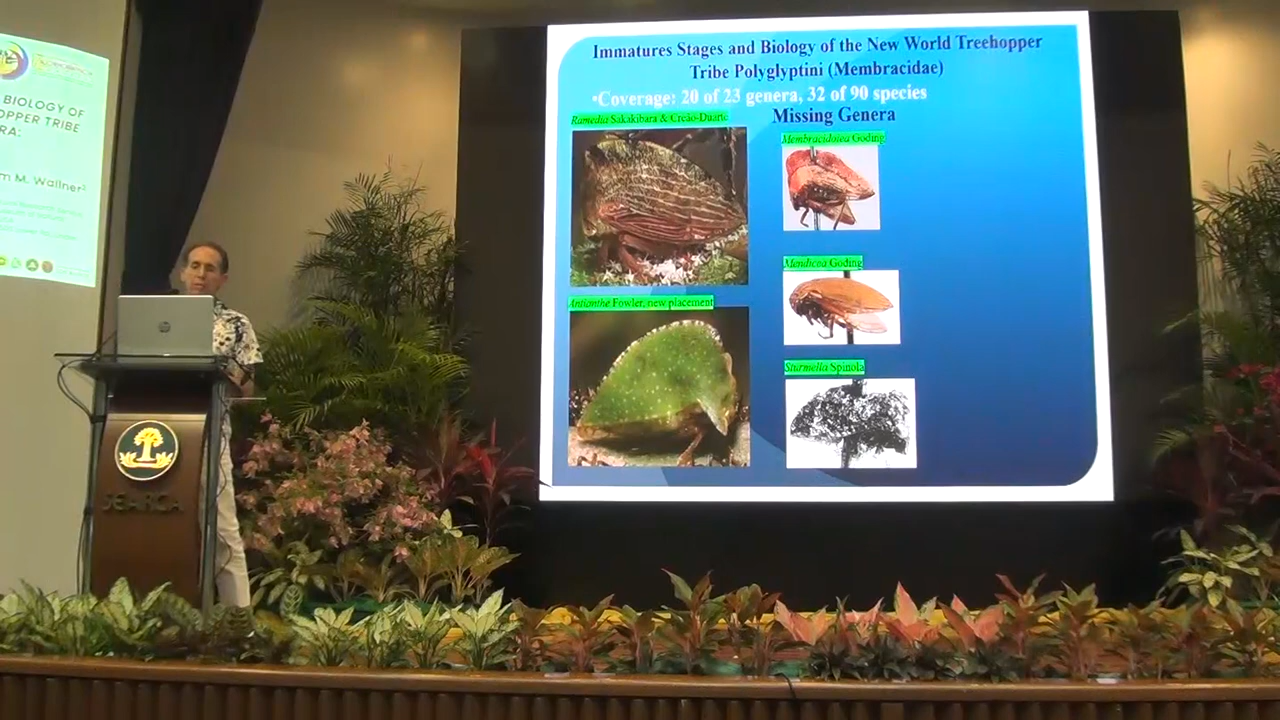 BIOLOGY OF
HOPPER TRIBE
RA:
m M. Wallner²
SEARCA
Immatures Stages and Biology of the New World Treehopper
Tribe Polyglyptini (Membracidae)
•Coverage: 20 of 23 genera, 32 of 90 species
Ramedia Sakakibara & Creão-Duarte
Missing Genera
Membracidoidea Goding
Mendicea Goding
Antianthe Fowler, new placement
Sturmella Spinola